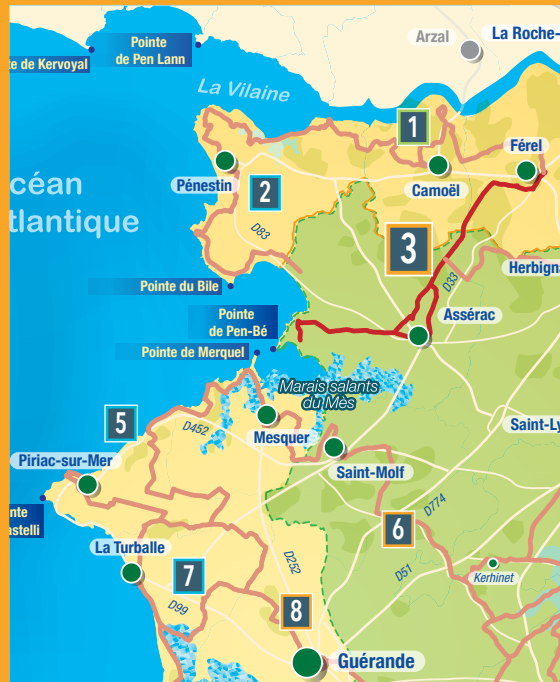 Pointe
de Pen Lann
te de Kervoyal
Arzal
La Roche-
La Vilaine
1
Férel
Pénestin
Camoël
2
céan
tlantique
D83
3
Herbigna
D33
Pointe du Bile
Pointe
de Pen-Bé
Assérac
Pointe de Merquel
Marais salants
du Mès
5
D452
Mesquer
Saint-Ly
Piriac-sur-Mer
Saint-Molf
nte
astelli
D774
6
La Turballe
D252
7
D51
Kerhinet
D99
8
Guérande